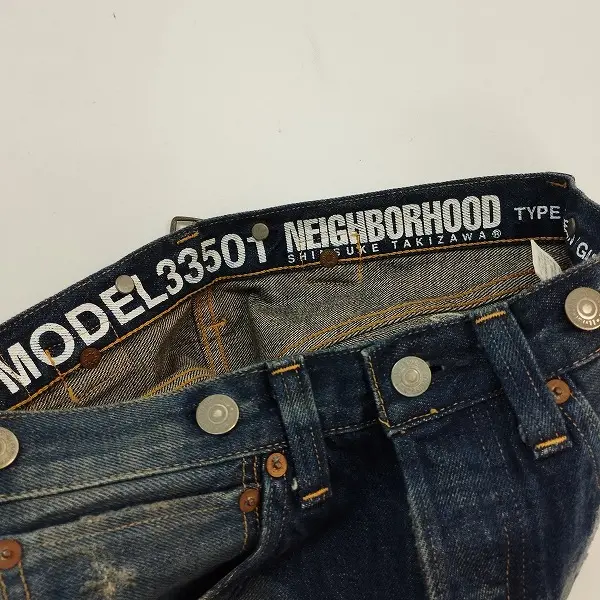 MODEL33501 NEIGHBORHOOD TYPE
SHINSUKE TAKIZAWA®